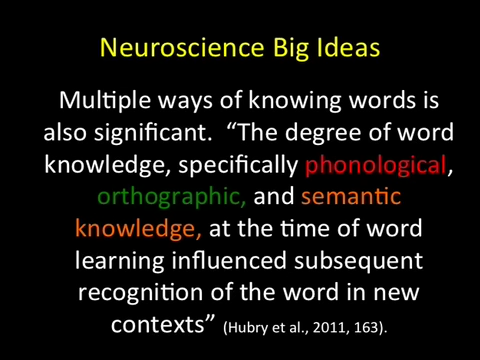 Neuroscience Big Ideas
Multiple ways of knowing words is
also significant.  “The degree of word
knowledge, specifically phonological,
orthographic, and semantic
knowledge, at the time of word
learning influenced subsequent
recognition of the word in new
contexts” (Hubry et al., 2011, 163).